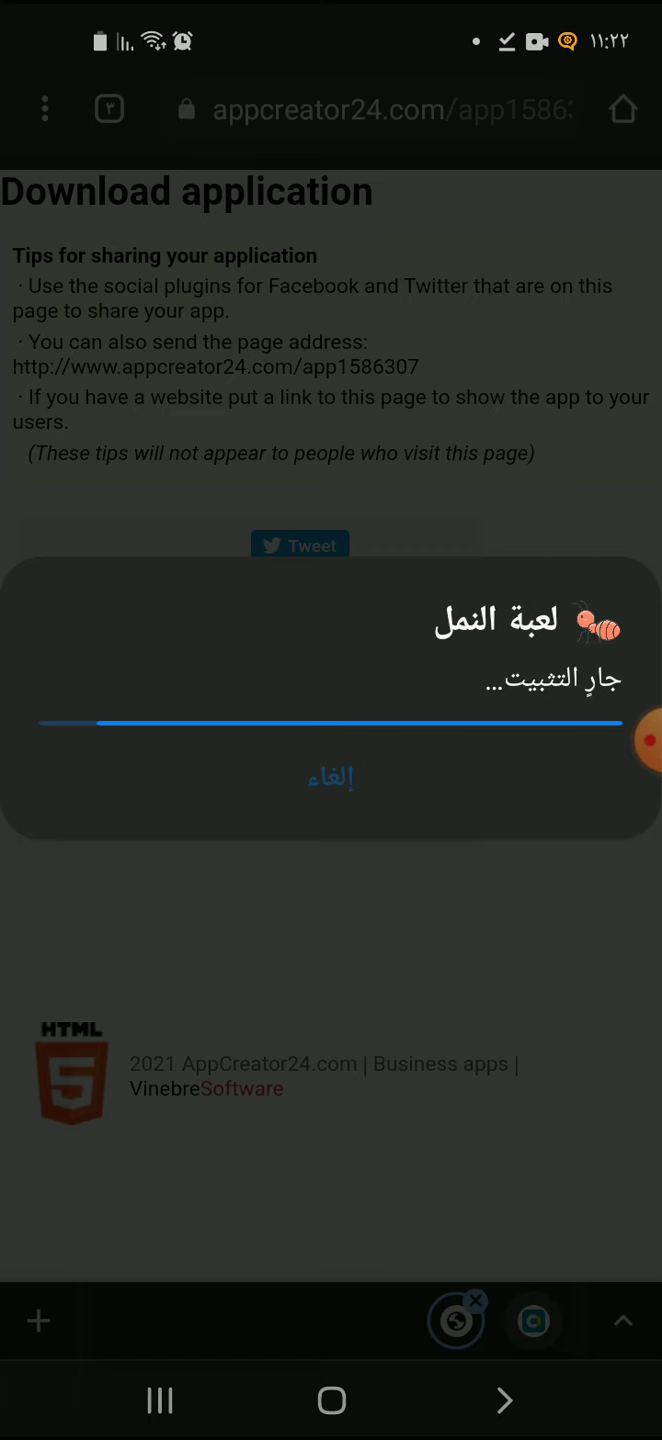 ١١:٢٢
٣
appcreator24.com/app1586
Download application
Tips for sharing your application
· Use the social plugins for Facebook and Twitter that are on this
page to share your app.
· You can also send the page address:
http://www.appcreator24.com/app1586307
· If you have a website put a link to this page to show the app to your
users.
(These tips will not appear to people who visit this page)
Tweet
لعبة النمل
جارٍ التثبيت...
إلغاء
HTML
5
2021 AppCreator24.com | Business apps |
VinebreSoftware